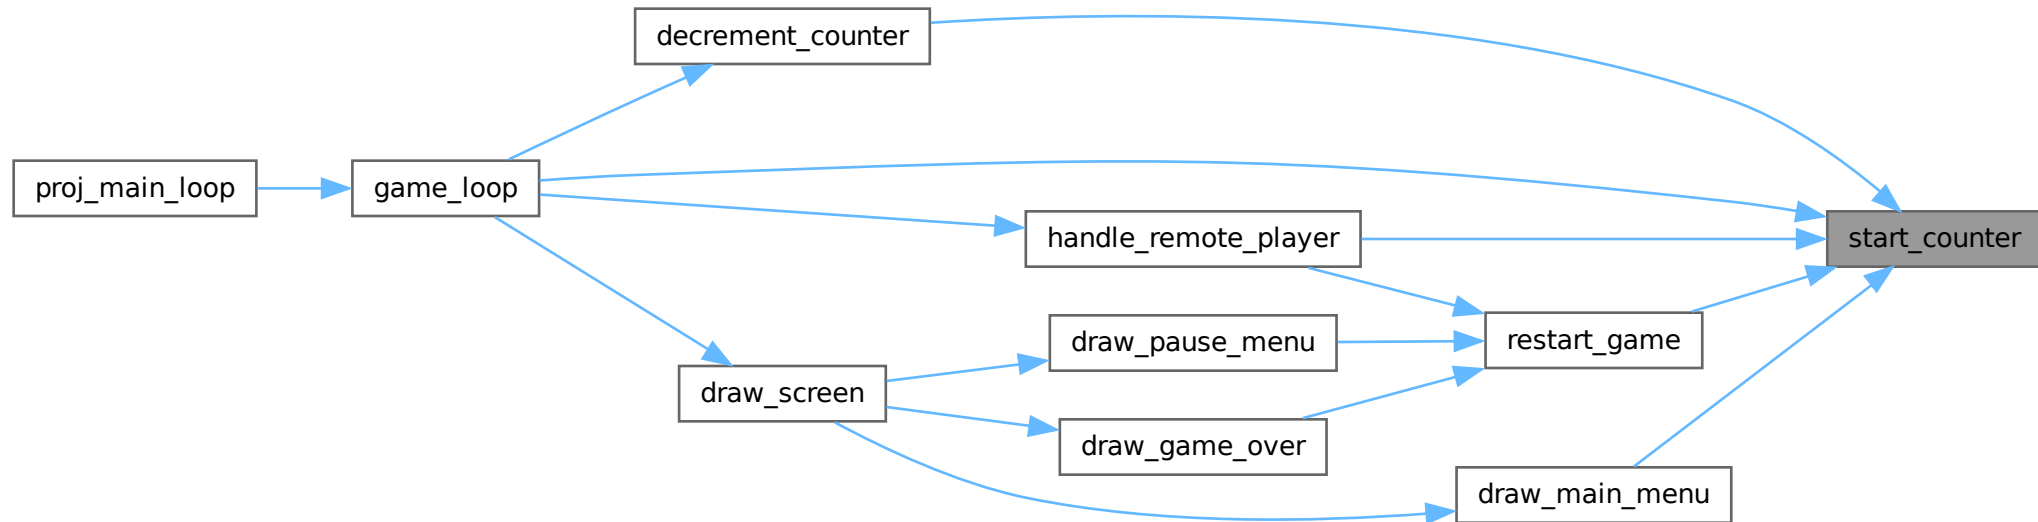 decrement_counter
proj_main_loop
game_loop
handle_remote_player
start_counter
draw_pause_menu
restart_game
draw_screen
draw_game_over
draw_main_menu